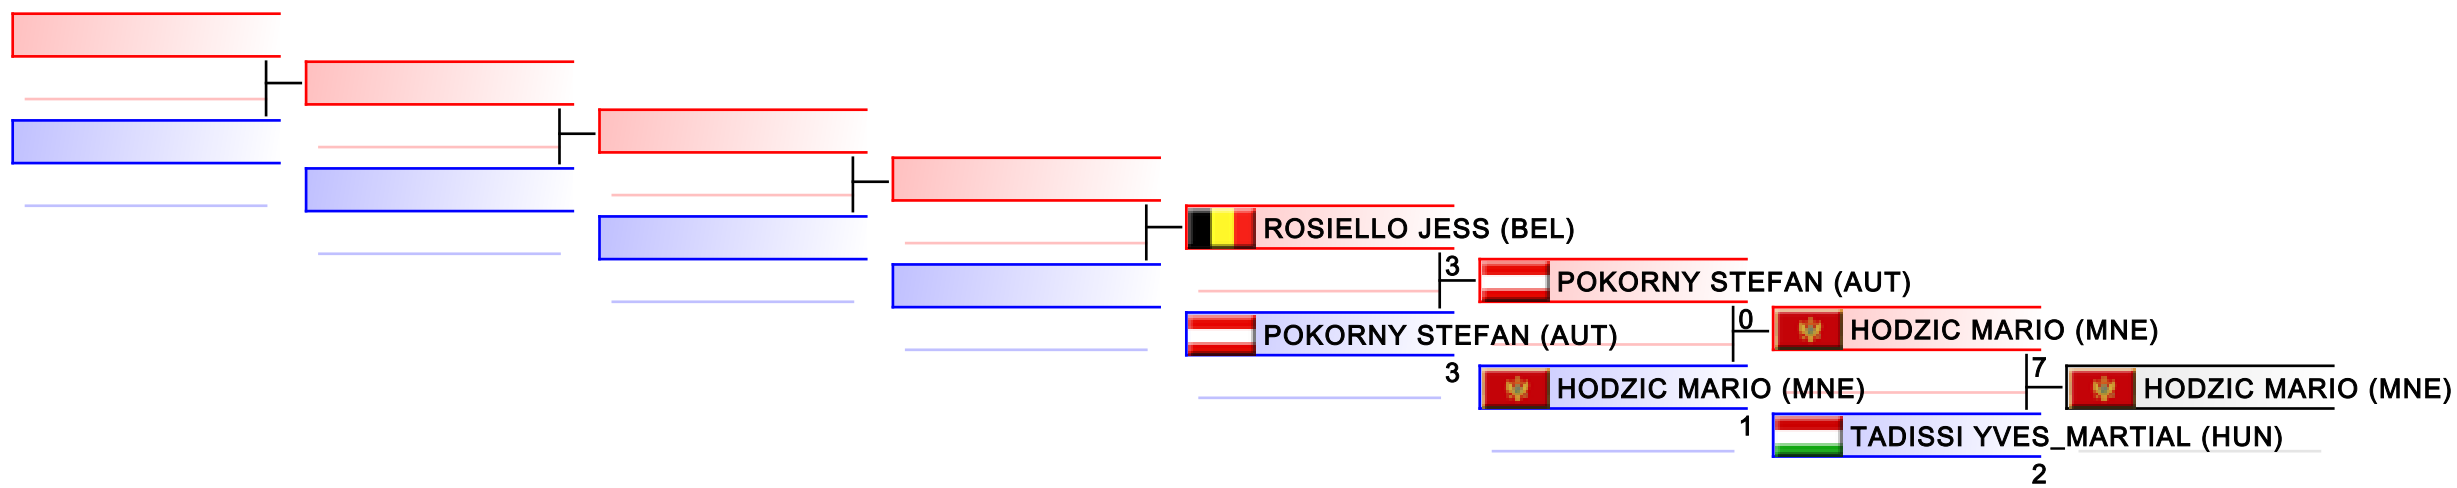 ROSIELLO JESS (BEL)
3
POKORNY STEFAN (AUT)
POKORNY STEFAN (AUT)
3
0
HODZIC MARIO (MNE)
HODZIC MARIO (MNE)
1
7
HODZIC MARIO (MNE)
TADISSI YVES_MARTIAL (HUN)
2